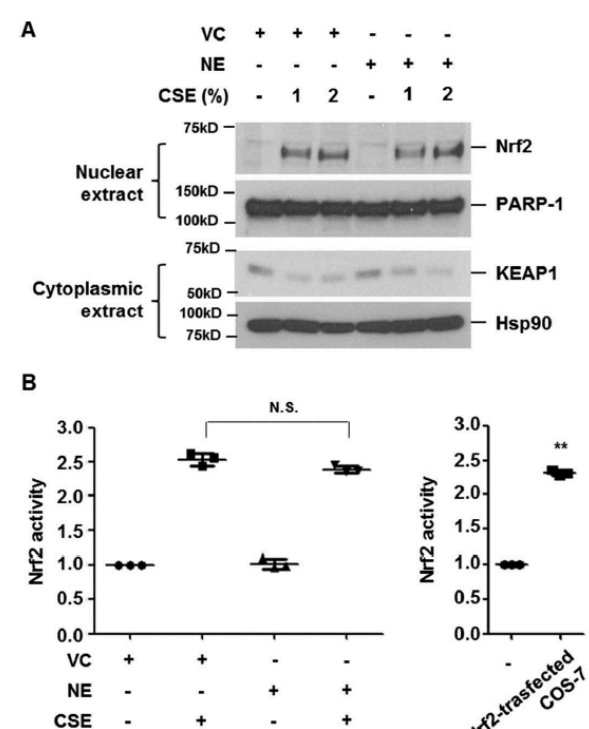 A
VC + + + - - -
NE - - - + + +
CSE (%) - 1 2 - 1 2
75kD
Nrf2
Nuclear
extract
150kD
PARP-1
100kD
75kD
KEAP1
Cytoplasmic
extract
50kD
100kD
Hsp90
75kD
B
N.S.
3.0
2.5
2.0
1.5
1.0
0.5
0.0
Nrf2 activity
VC + + - -
NE - - + +
CSE - + - +
3.0
2.5
2.0
1.5
1.0
0.5
0.0
Nrf2 activity
**
-
Nrf2-trasfected
COS-7